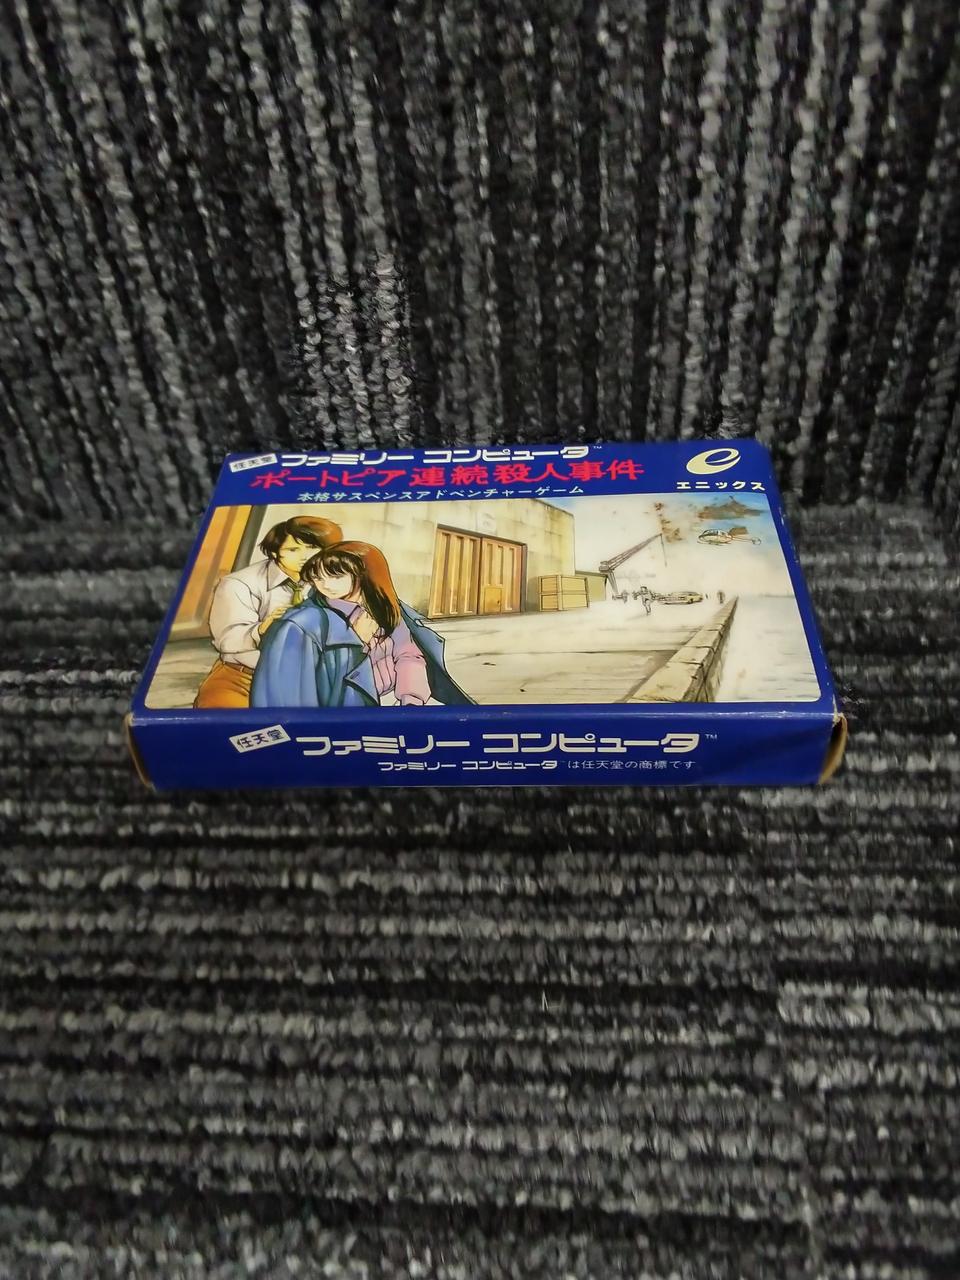 任天堂 ファミリー コンピュータ™
ポートピア連続殺人事件
本格サスペンスアドベンチャーゲーム
e
エニックス
6
任天堂 ファミリー コンピュータ™
ファミリー コンピュータ™は任天堂の商標です